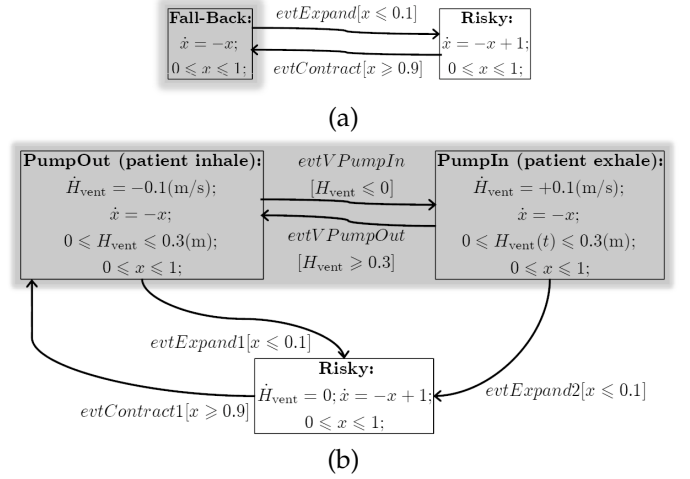 evtExpand[x ⩽ 0.1]
Fall-Back:
ẋ = −x;
0 ⩽ x ⩽ 1;
Risky:
ẋ = −x + 1;
0 ⩽ x ⩽ 1;
evtContract[x ⩾ 0.9]
(a)
PumpOut (patient inhale):
Ḣvent = −0.1(m/s);
ẋ = −x;
0 ⩽ Hvent ⩽ 0.3(m);
0 ⩽ x ⩽ 1;
evtVPumpIn
[Hvent ⩽ 0]
evtVPumpOut
[Hvent ⩾ 0.3]
PumpIn (patient exhale):
Ḣvent = +0.1(m/s);
ẋ = −x;
0 ⩽ Hvent(t) ⩽ 0.3(m);
0 ⩽ x ⩽ 1;
evtExpand1[x ⩽ 0.1]
Risky:
Ḣvent = 0; ẋ = −x + 1;
0 ⩽ x ⩽ 1;
evtExpand2[x ⩽ 0.1]
evtContract1[x ⩾ 0.9]
(b)